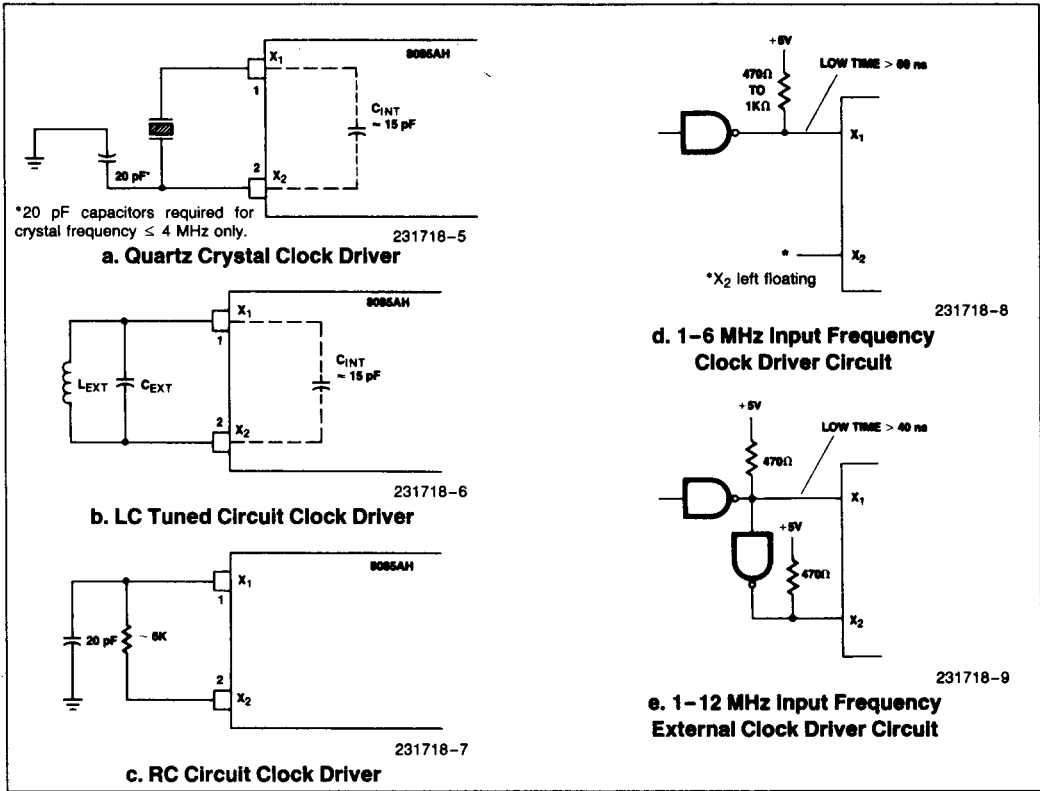 X1
8085AH
1
CINT
~ 15 pF
20 pF*
2
X2
*20 pF capacitors required for
crystal frequency ≤ 4 MHz only.
231718–5
a. Quartz Crystal Clock Driver
8085AH
X1
1
CINT
~ 15 pF
LEXT
CEXT
2
X2
231718–6
b. LC Tuned Circuit Clock Driver
8085AH
X1
1
20 pF
~ 6K
2
X2
231718–7
c. RC Circuit Clock Driver
+5V
470Ω
TO
1KΩ
LOW TIME > 60 ns
X1
*
X2
*X2 left floating
231718–8
d. 1–6 MHz Input Frequency
Clock Driver Circuit
+5V
LOW TIME > 40 ns
470Ω
X1
+5V
470Ω
X2
231718–9
e. 1–12 MHz Input Frequency
External Clock Driver Circuit